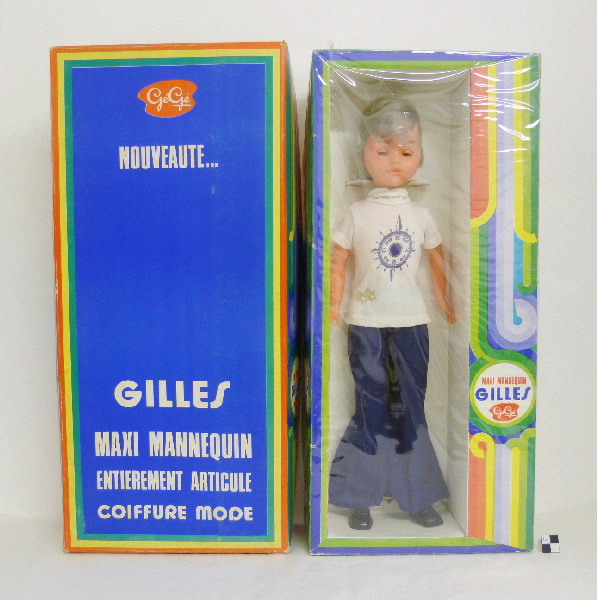 GéGé
NOUVEAUTE...
GILLES
MAXI MANNEQUIN
ENTIEREMENT ARTICULE
COIFFURE MODE
MAXI MANNEQUIN
GILLES
GéGé